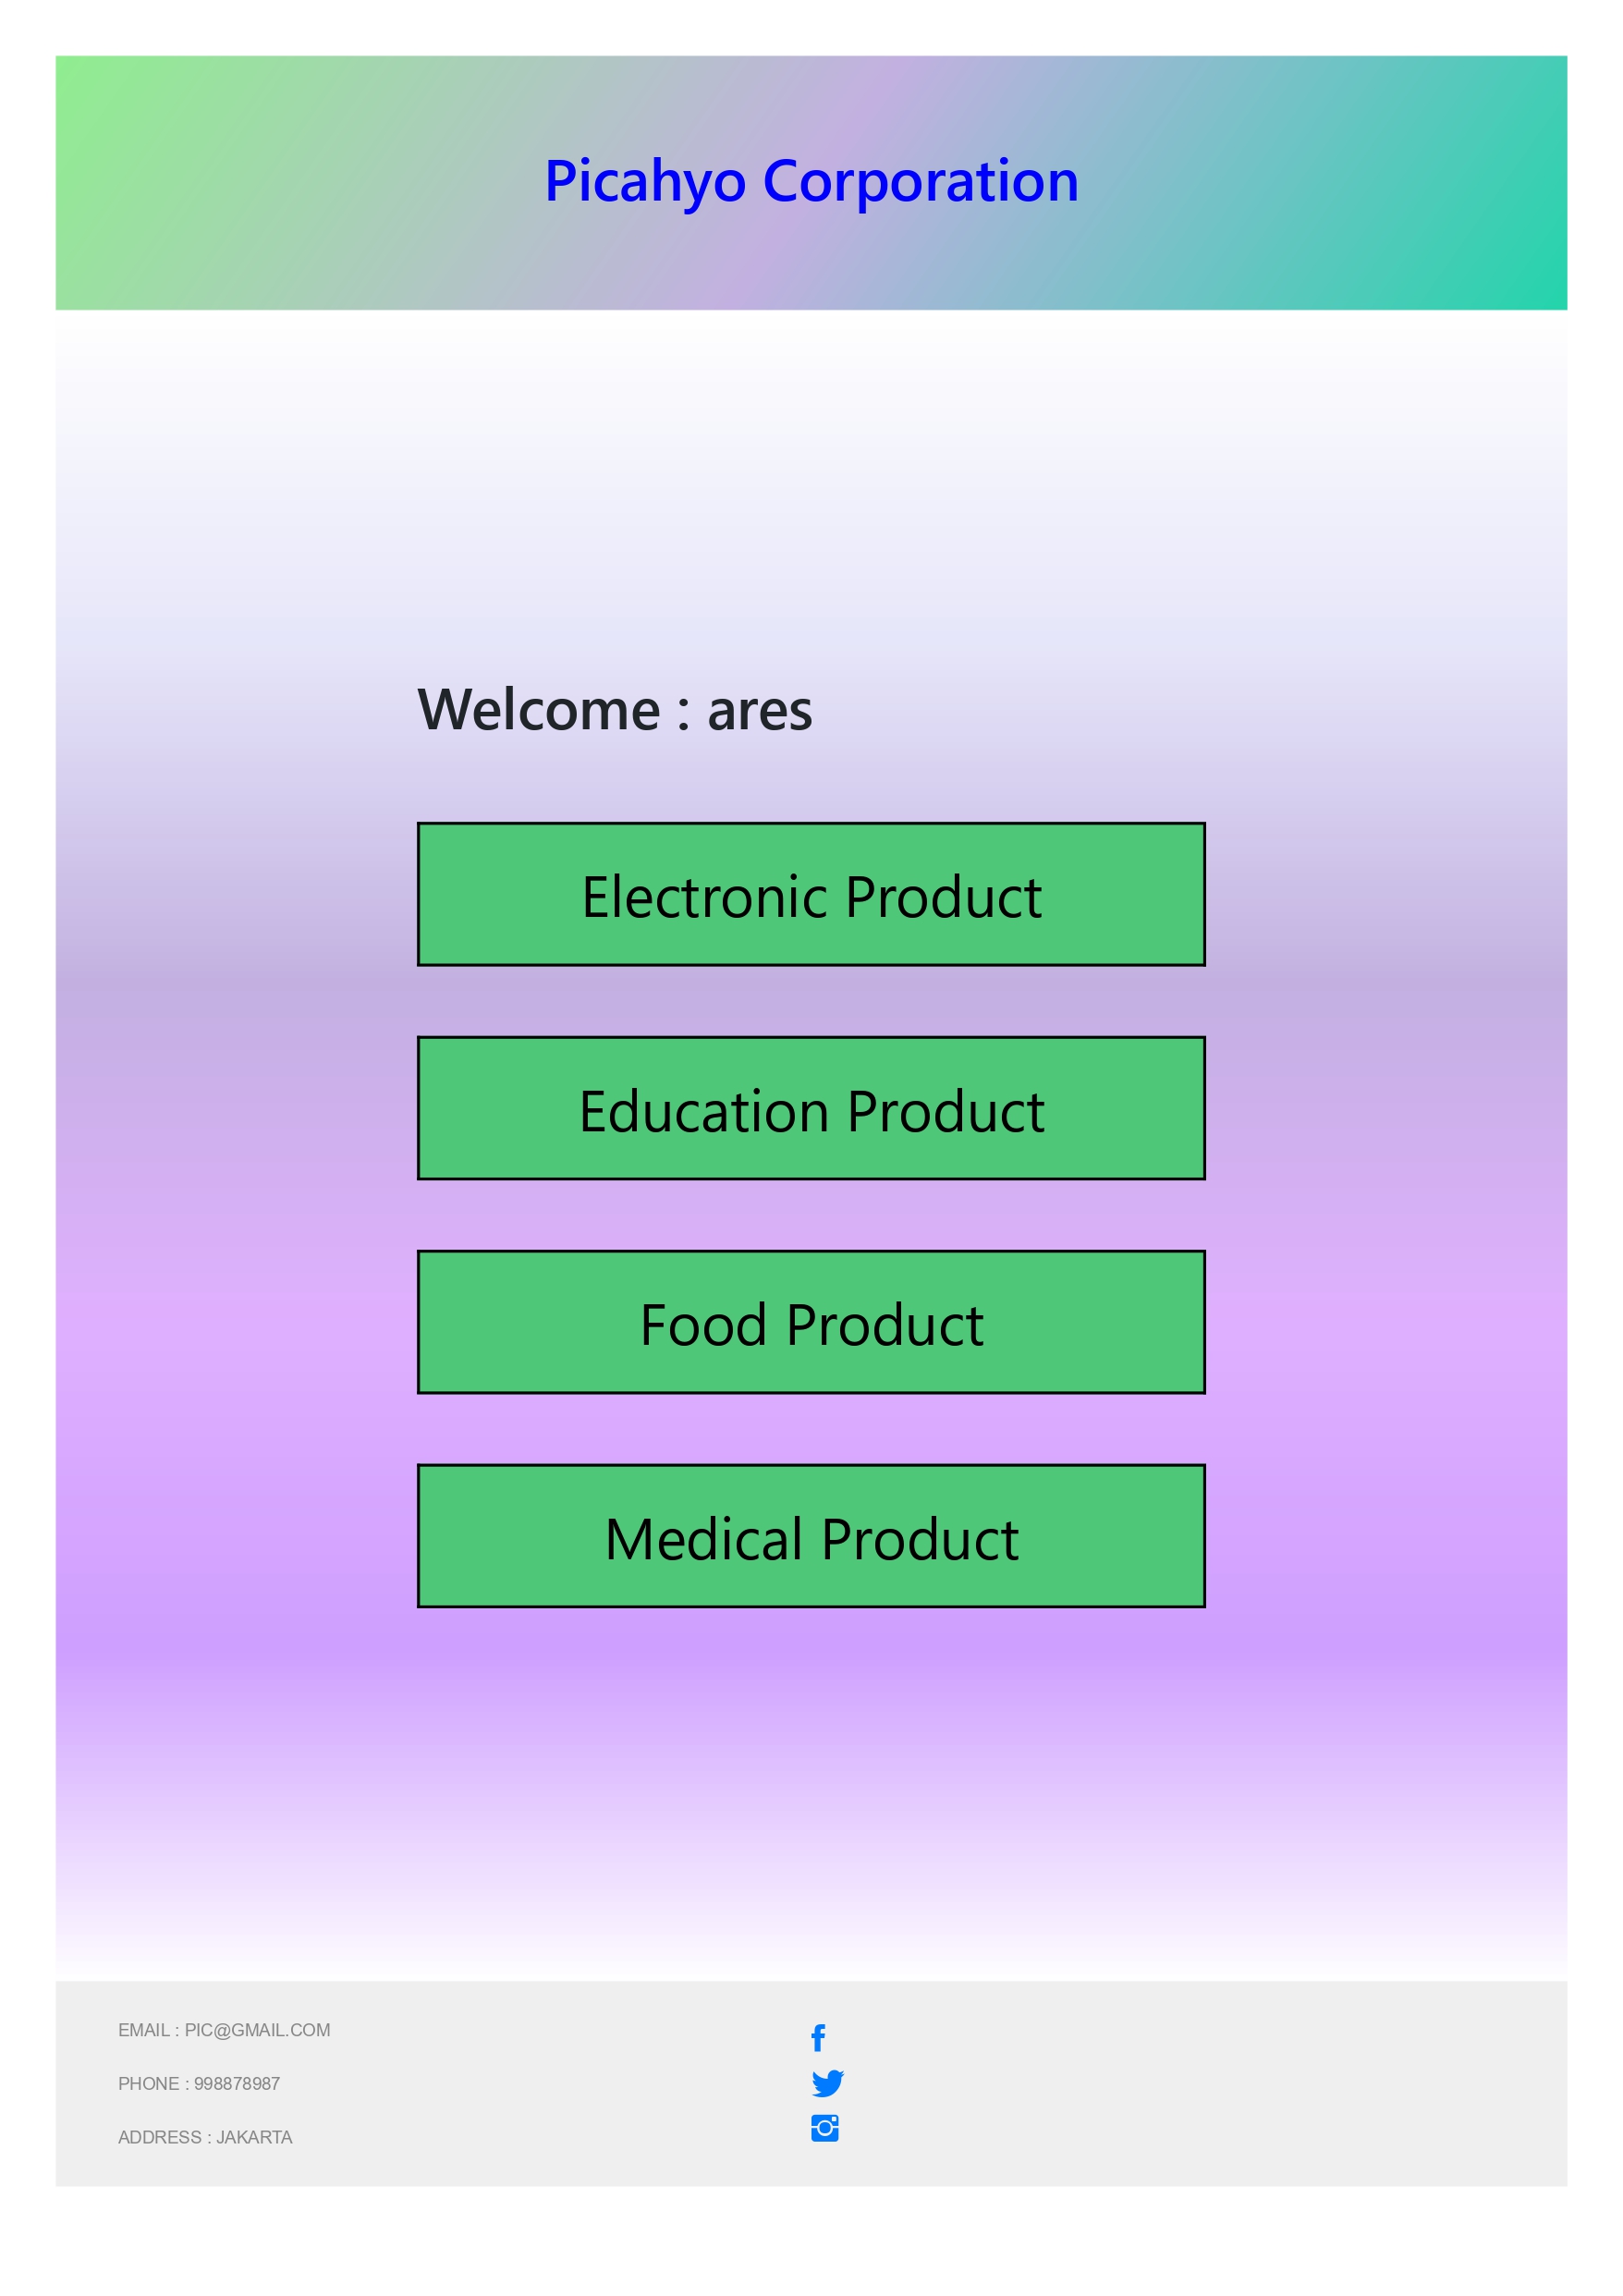 Picahyo Corporation
Welcome : ares
Electronic Product
Education Product
Food Product
Medical Product
EMAIL : PIC@GMAIL.COM
PHONE : 998878987
ADDRESS : JAKARTA